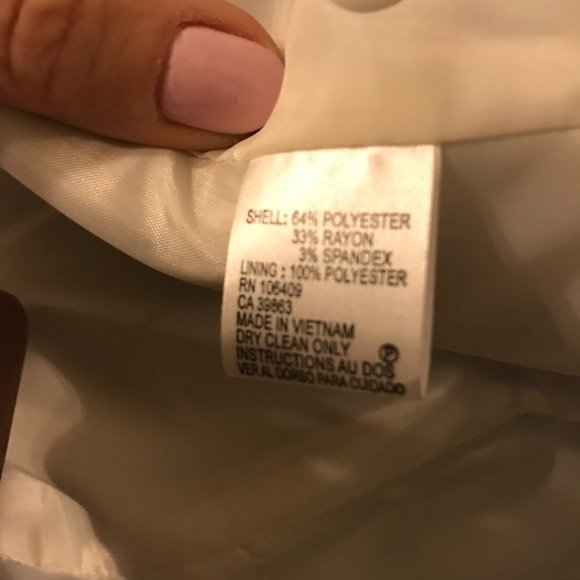 SHELL: 64% POLYESTER
33% RAYON
3% SPANDEX
LINING : 100% POLYESTER
RN 106409
CA 39863
MADE IN VIETNAM
DRY CLEAN ONLY
INSTRUCTIONS AU DOS
VER AL DORSO PARA CUIDADO
P